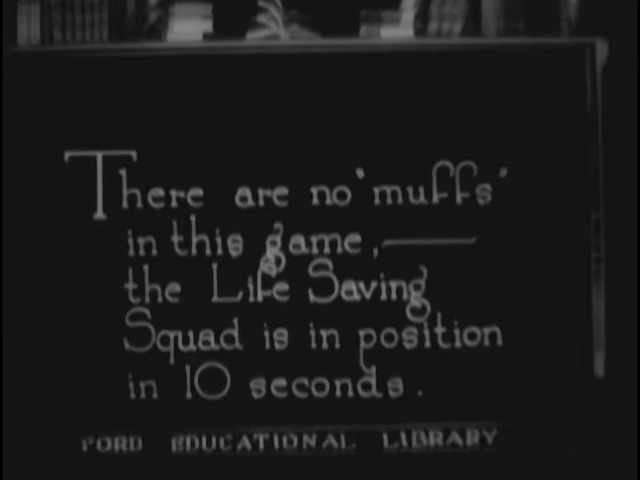 There are no 'muffs'
in this game,—
the Life Saving
Squad is in position
in 10 seconds.
FORD EDUCATIONAL LIBRARY